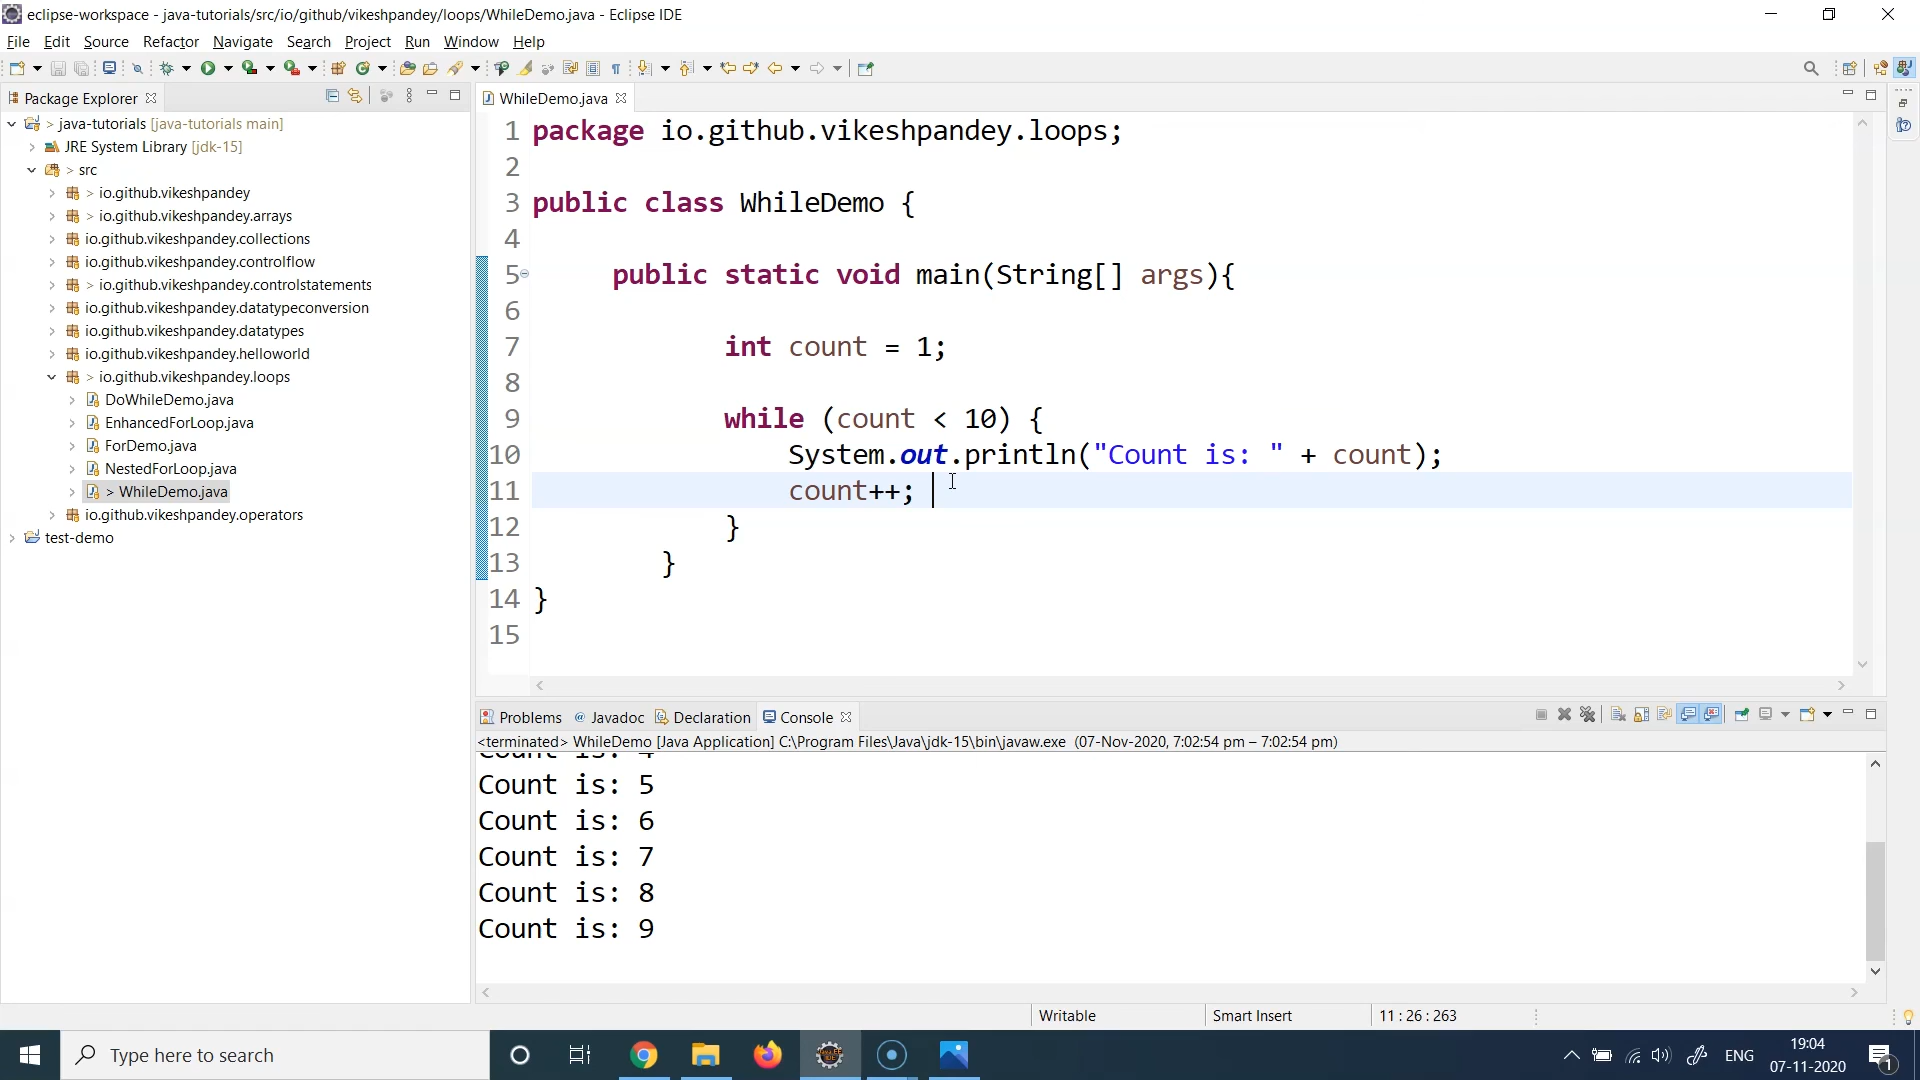 eclipse-workspace - java-tutorials/src/io/github/vikeshpandey/loops/WhileDemo.java - Eclipse IDE
File Edit Source Refactor Navigate Search Project Run Window Help
Package Explorer
> java-tutorials [java-tutorials main]
JRE System Library [jdk-15]
> src
> io.github.vikeshpandey
> io.github.vikeshpandey.arrays
io.github.vikeshpandey.collections
io.github.vikeshpandey.controlflow
> io.github.vikeshpandey.controlstatements
io.github.vikeshpandey.datatypeconversion
io.github.vikeshpandey.datatypes
io.github.vikeshpandey.helloworld
> io.github.vikeshpandey.loops
DoWhileDemo.java
EnhancedForLoop.java
ForDemo.java
NestedForLoop.java
> WhileDemo.java
io.github.vikeshpandey.operators
test-demo
WhileDemo.java
1 package io.github.vikeshpandey.loops;
2
3 public class WhileDemo {
4
5 public static void main(String[] args){
6
7 int count = 1;
8
9 while (count < 10) {
10 System.out.println("Count is: " + count);
11 count++;
12 }
13 }
14 }
15
Problems @ Javadoc Declaration Console
<terminated> WhileDemo [Java Application] C:\Program Files\Java\jdk-15\bin\javaw.exe (07-Nov-2020, 7:02:54 pm – 7:02:54 pm)
Count is: 4
Count is: 5
Count is: 6
Count is: 7
Count is: 8
Count is: 9
Writable Smart Insert 11 : 26 : 263
Type here to search
ENG
19:04
07-11-2020
1